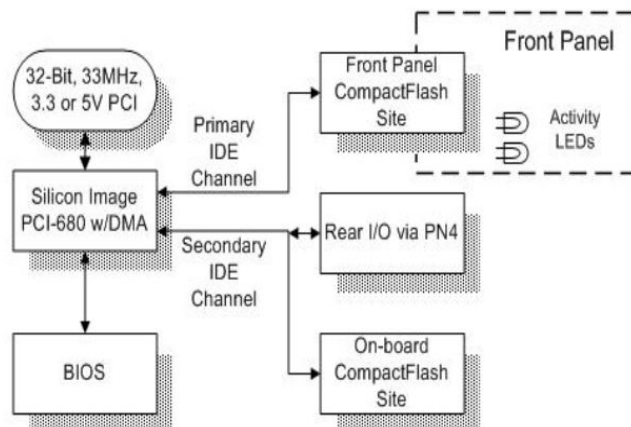 32-Bit, 33MHz,
3.3 or 5V PCI
Primary
IDE
Channel
Front Panel
CompactFlash
Site
Front Panel
Activity
LEDs
Silicon Image
PCI-680 w/DMA
Secondary
IDE
Channel
Rear I/O via PN4
BIOS
On-board
CompactFlash
Site